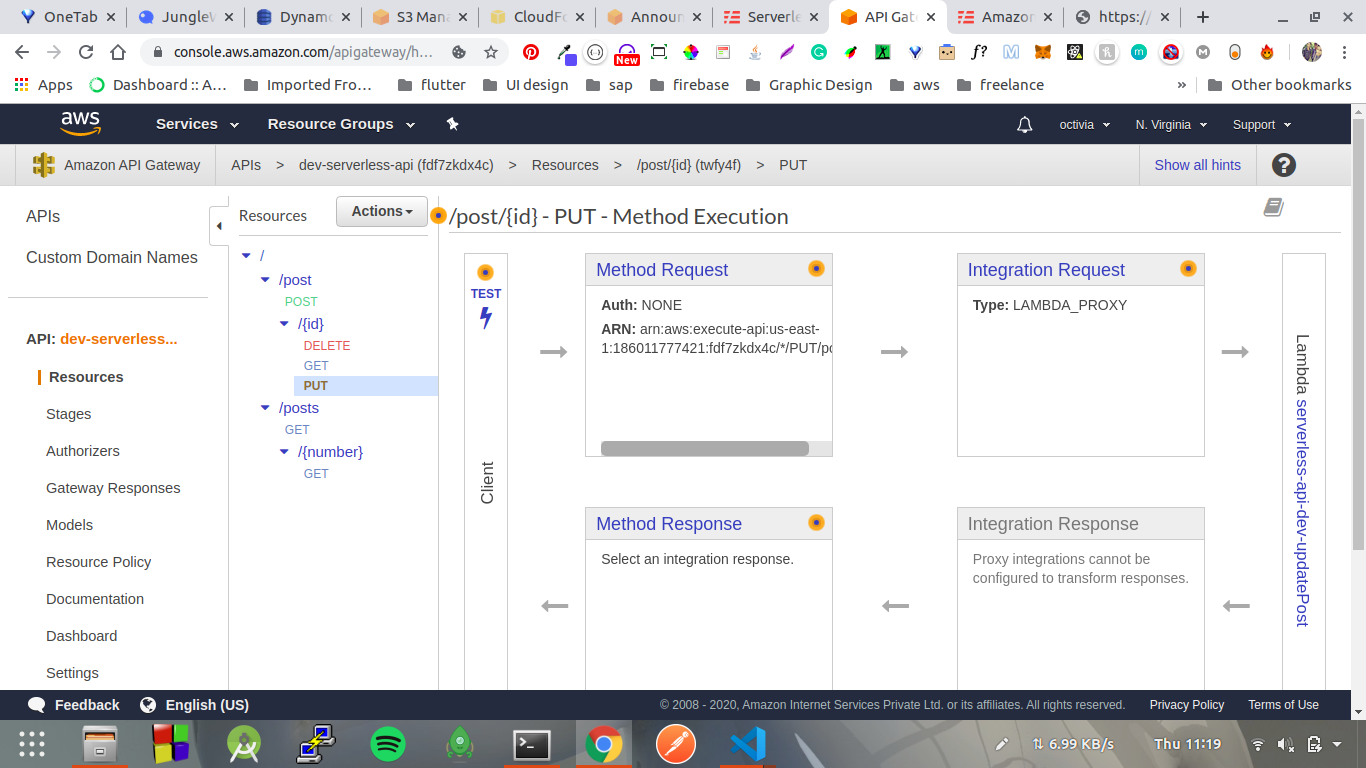 OneTab
JungleW
Dynamo
S3 Mana
CloudFo
Announ
Serverle
API Gat
Amazon
https://
console.aws.amazon.com/apigateway/h...
New
Apps
Dashboard :: A...
Imported Fro...
flutter
UI design
sap
firebase
Graphic Design
aws
freelance
»
Other bookmarks
aws
Services
Resource Groups
octivia
N. Virginia
Support
Amazon API Gateway
APIs > dev-serverless-api (fdf7zkdx4c) > Resources > /post/{id} (twfy4f) > PUT
Show all hints
APIs
Custom Domain Names
API: dev-serverless...
Resources
Stages
Authorizers
Gateway Responses
Models
Resource Policy
Documentation
Dashboard
Settings
Resources
Actions
/
/post
POST
/{id}
DELETE
GET
PUT
/posts
GET
/{number}
GET
/post/{id} - PUT - Method Execution
TEST
Client
Method Request
Auth: NONE
ARN: arn:aws:execute-api:us-east-
1:186011777421:fdf7zkdx4c/*/PUT/po
Integration Request
Type: LAMBDA_PROXY
Lambda serverless-api-dev-updatePost
Method Response
Select an integration response.
Integration Response
Proxy integrations cannot be
configured to transform responses.
Feedback
English (US)
© 2008 - 2020, Amazon Internet Services Private Ltd. or its affiliates. All rights reserved.
Privacy Policy
Terms of Use
6.99 KB/s
Thu 11:19